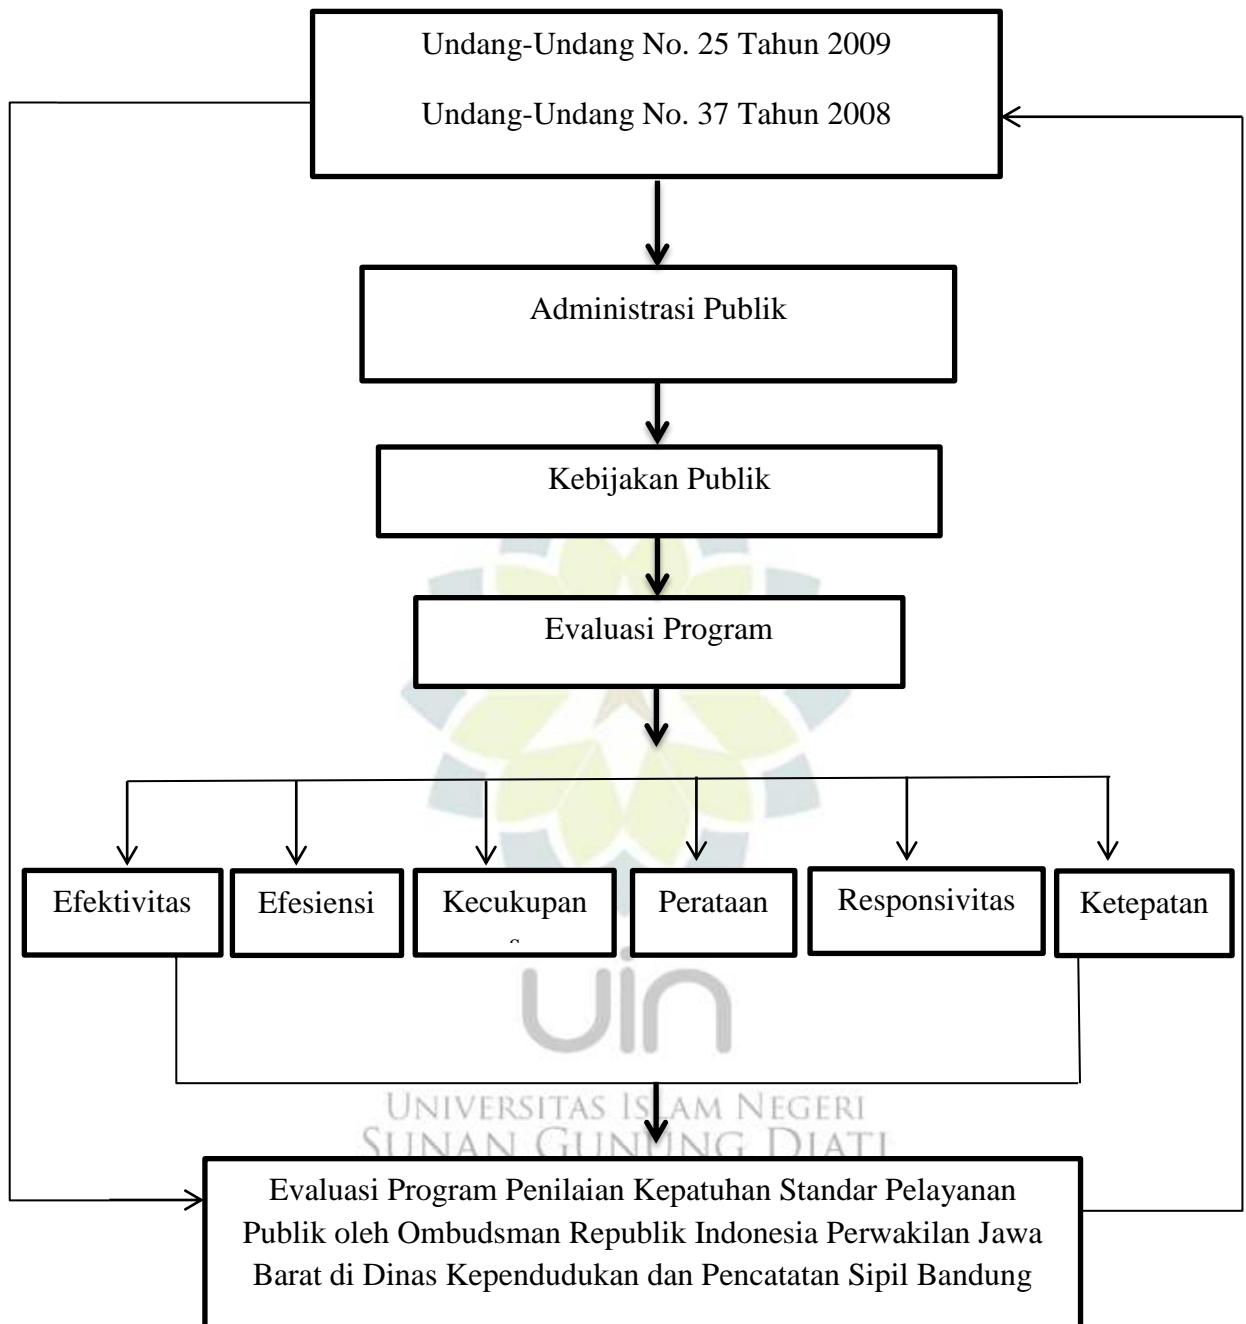 Undang-Undang No. 25 Tahun 2009
Undang-Undang No. 37 Tahun 2008
Administrasi Publik
Kebijakan Publik
Evaluasi Program
Efektivitas
Efesiensi
Kecukupan
Perataan
Responsivitas
Ketepatan
uin
UNIVERSITAS ISLAM NEGERI
SUNAN GUNUNG DJATI
Evaluasi Program Penilaian Kepatuhan Standar Pelayanan
Publik oleh Ombudsman Republik Indonesia Perwakilan Jawa
Barat di Dinas Kependudukan dan Pencatatan Sipil Bandung